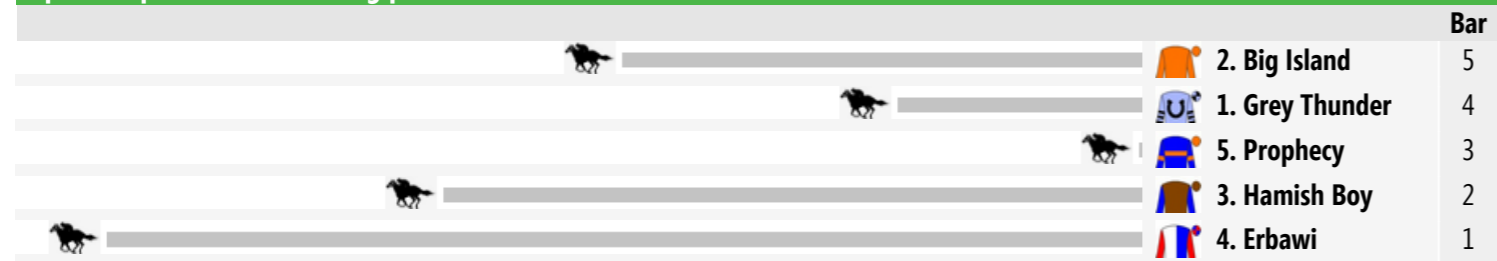 Bar
2. Big Island 5
1. Grey Thunder 4
5. Prophecy 3
3. Hamish Boy 2
4. Erbawi 1